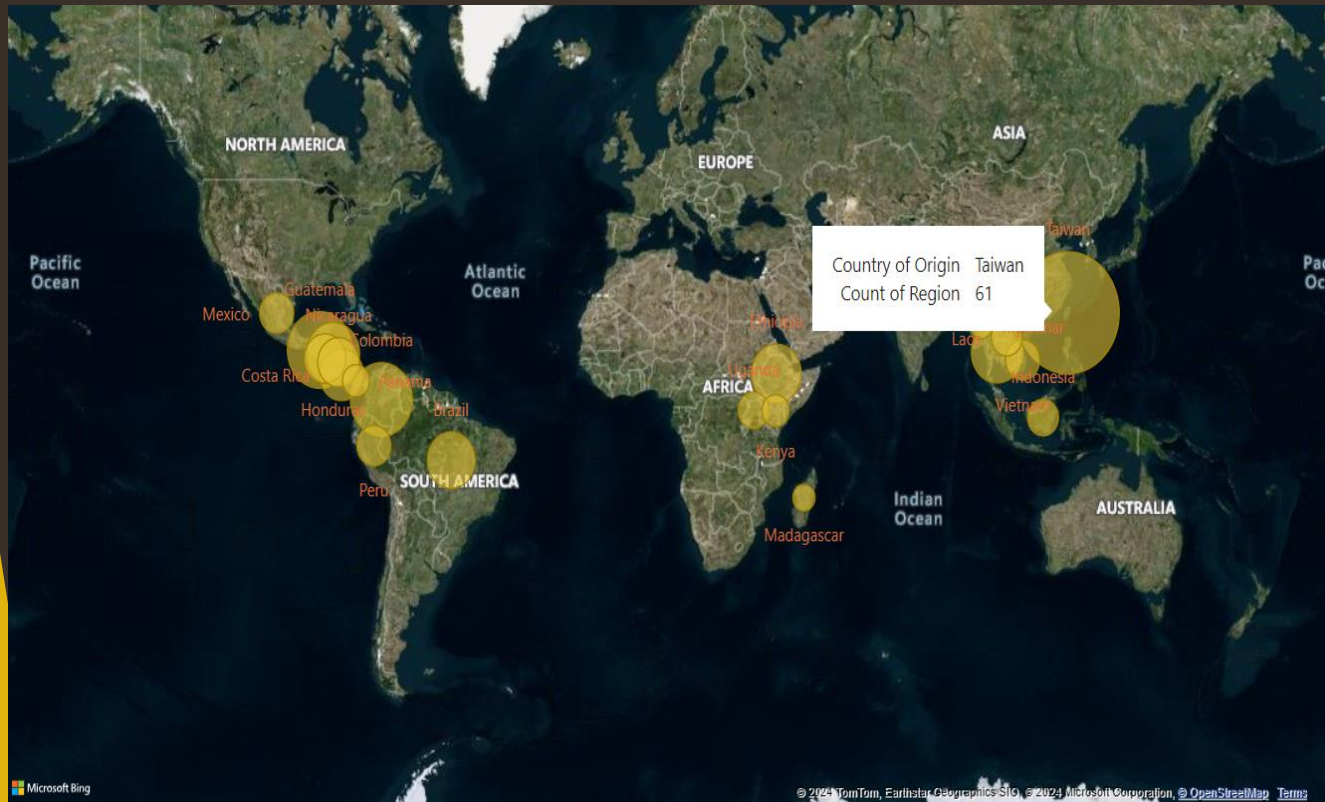 NORTH AMERICA
ASIA
EUROPE
Taiwan
Country of Origin Taiwan
Count of Region 61
Pacific
Ocean
Atlantic
Ocean
Guatemala
Mexico
Nicaragua
Ethiopia
Colombia
Laos
Costa Rica
Panama
Uganda
AFRICA
Indonesia
Honduras
Brazil
Vietnam
Kenya
Peru
SOUTH AMERICA
Indian
Ocean
AUSTRALIA
Madagascar
Microsoft Bing
© 2024 TomTom, Earthstar Geographics SIO, © 2024 Microsoft Corporation, © OpenStreetMap Terms